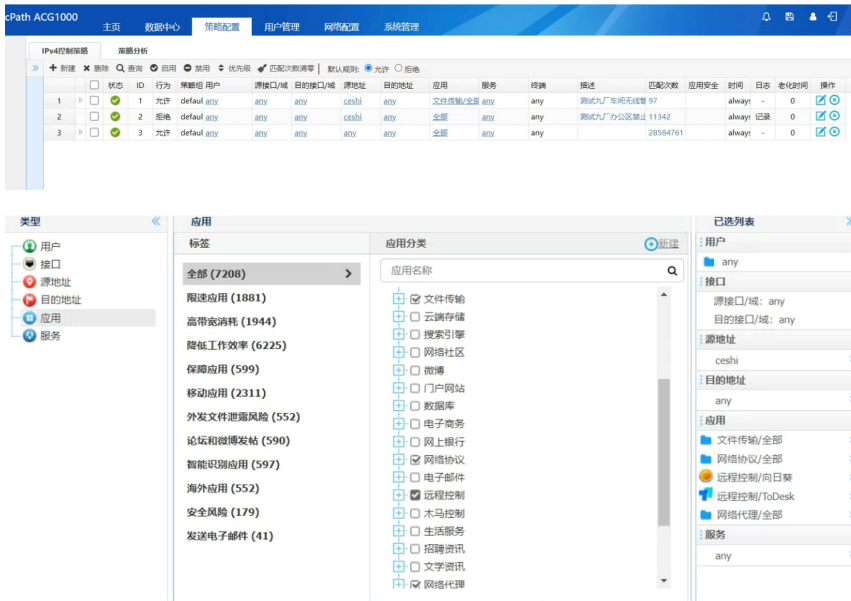 cPath ACG1000
主页 数据中心 策略配置 用户管理 网络配置 系统管理
IPv4控制策略 策略分析
新建 删除 查询 启用 禁用 优先级 匹配次数清零 默认规则: 允许 拒绝
状态 ID 行为 策略组 用户 源接口/域 目的接口/域 源地址 目的地址 应用 服务 终端 描述 匹配次数 应用安全 时间 日志 老化时间 操作
1 1 允许 defaul any any any ceshi any 文件传输/全部 any any 测试九厂车间无线管 97 always - 0
2 2 拒绝 defaul any any any ceshi any 全部 any any 测试九厂办公区禁止 11342 always 记录 0
3 3 允许 defaul any any any any any 全部 any any 28584761 always - 0
类型
用户
接口
源地址
目的地址
应用
服务
应用
标签
全部 (7208)
限速应用 (1881)
高带宽消耗 (1944)
降低工作效率 (6225)
保障应用 (599)
移动应用 (2311)
外发文件泄露风险 (552)
论坛和微博发帖 (590)
智能识别应用 (597)
海外应用 (552)
安全风险 (179)
发送电子邮件 (41)
应用分类 新建
应用名称
文件传输
云端存储
搜索引擎
网络社区
微博
门户网站
数据库
电子商务
网上银行
网络协议
电子邮件
远程控制
木马控制
生活服务
招聘资讯
文学资讯
网络代理
已选列表
用户
any
接口
源接口/域: any
目的接口/域: any
源地址
ceshi
目的地址
any
应用
文件传输/全部
网络协议/全部
远程控制/向日葵
远程控制/ToDesk
网络代理/全部
服务
any